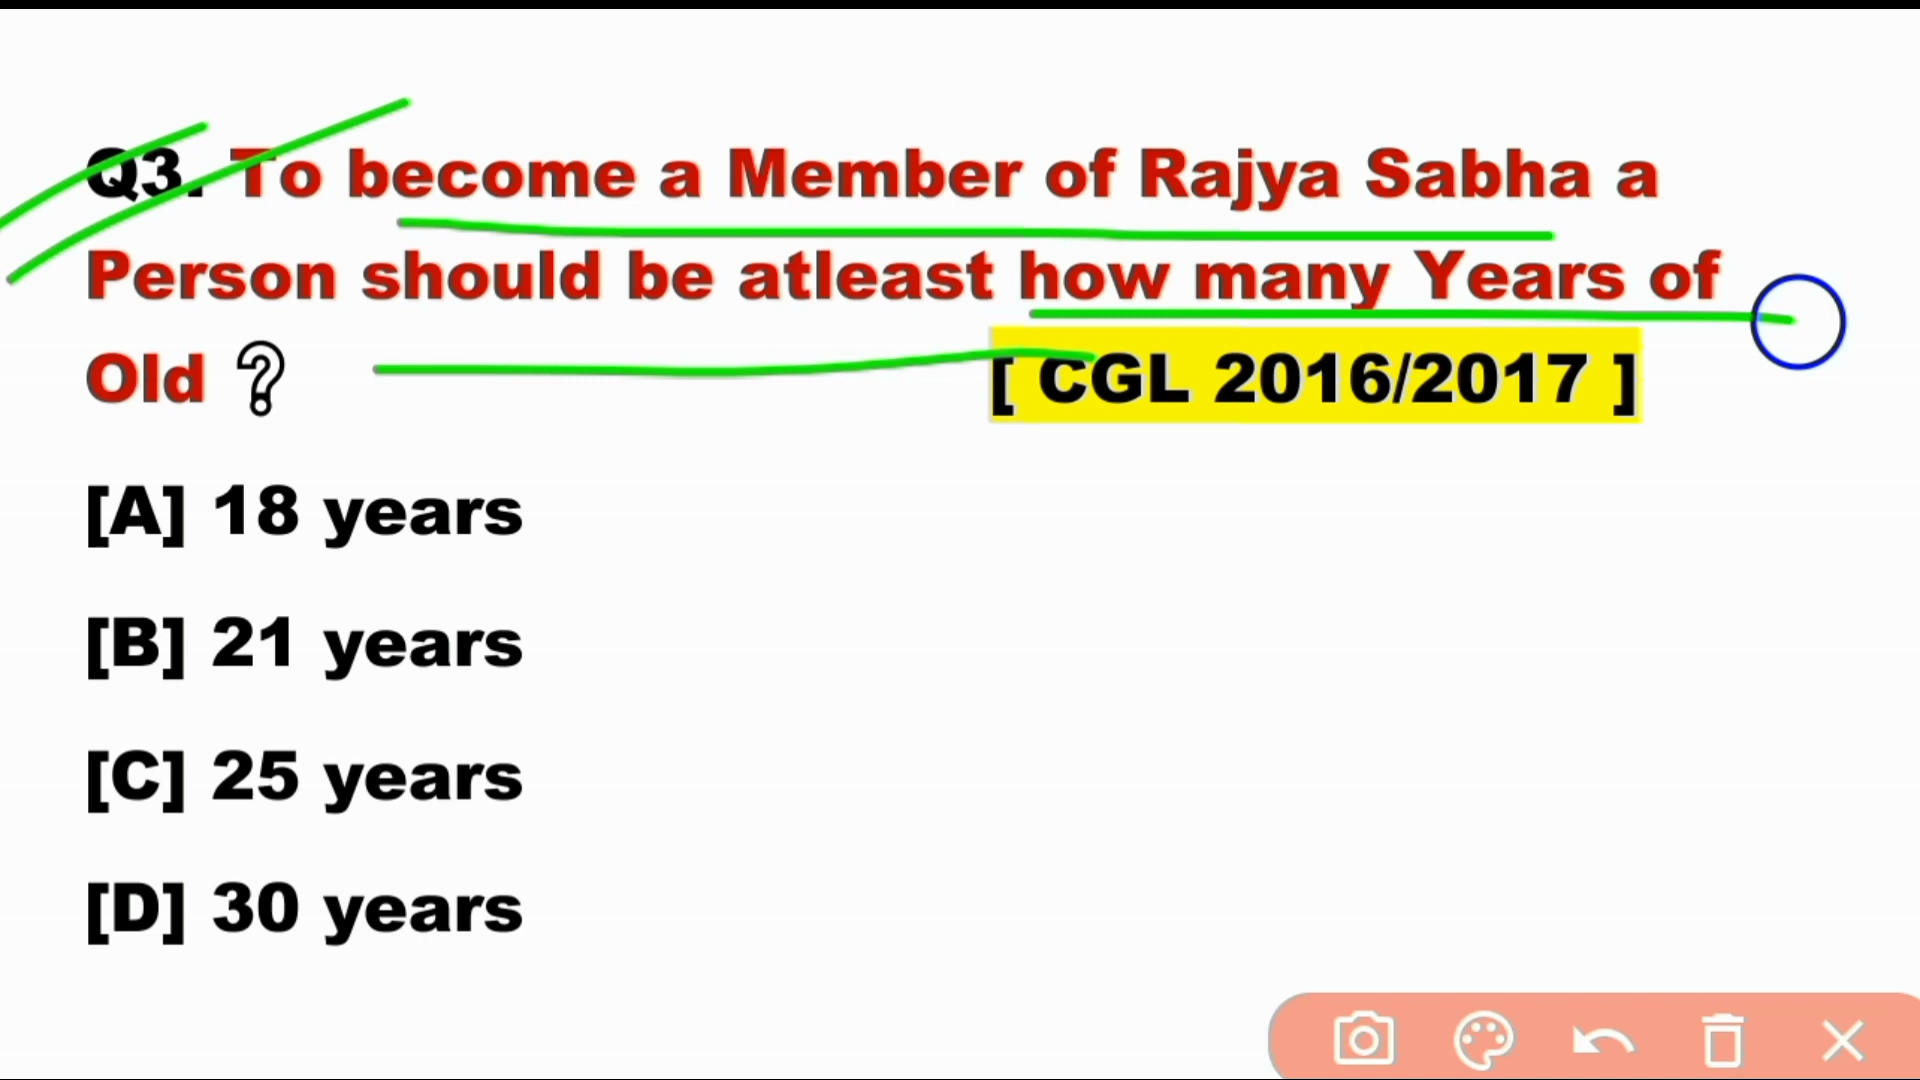 Q3. To become a Member of Rajya Sabha a
Person should be atleast how many Years of
Old ? [ CGL 2016/2017 ]
[A] 18 years
[B] 21 years
[C] 25 years
[D] 30 years